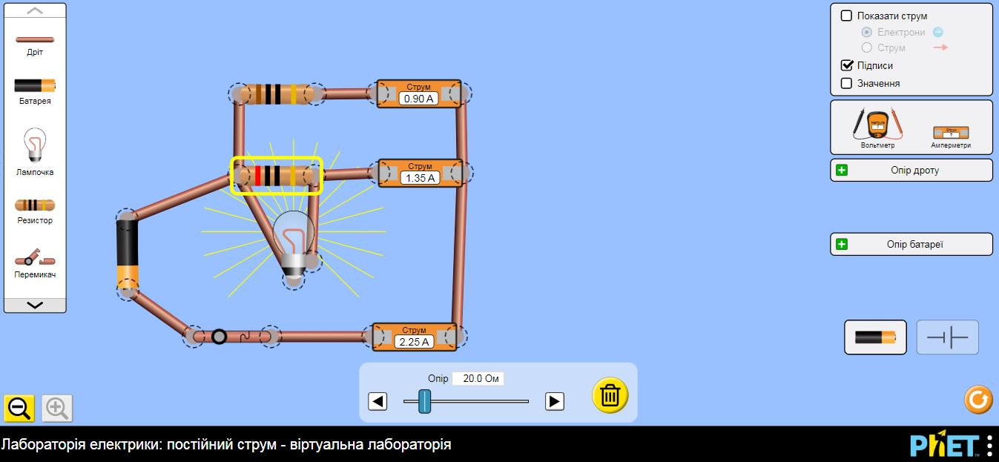 Дріт
Батарея
Лампочка
Резистор
Перемикач
Струм
0.90 А
Струм
1.35 А
Струм
2.25 А
Опір 20.0 Ом
Показати струм
Електрони
Струм
Підписи
Значення
Напруга
?
Вольтметр
Струм
?
Амперметри
Опір дроту
Опір батареї
Лабораторія електрики: постійний струм - віртуальна лабораторія
PhET